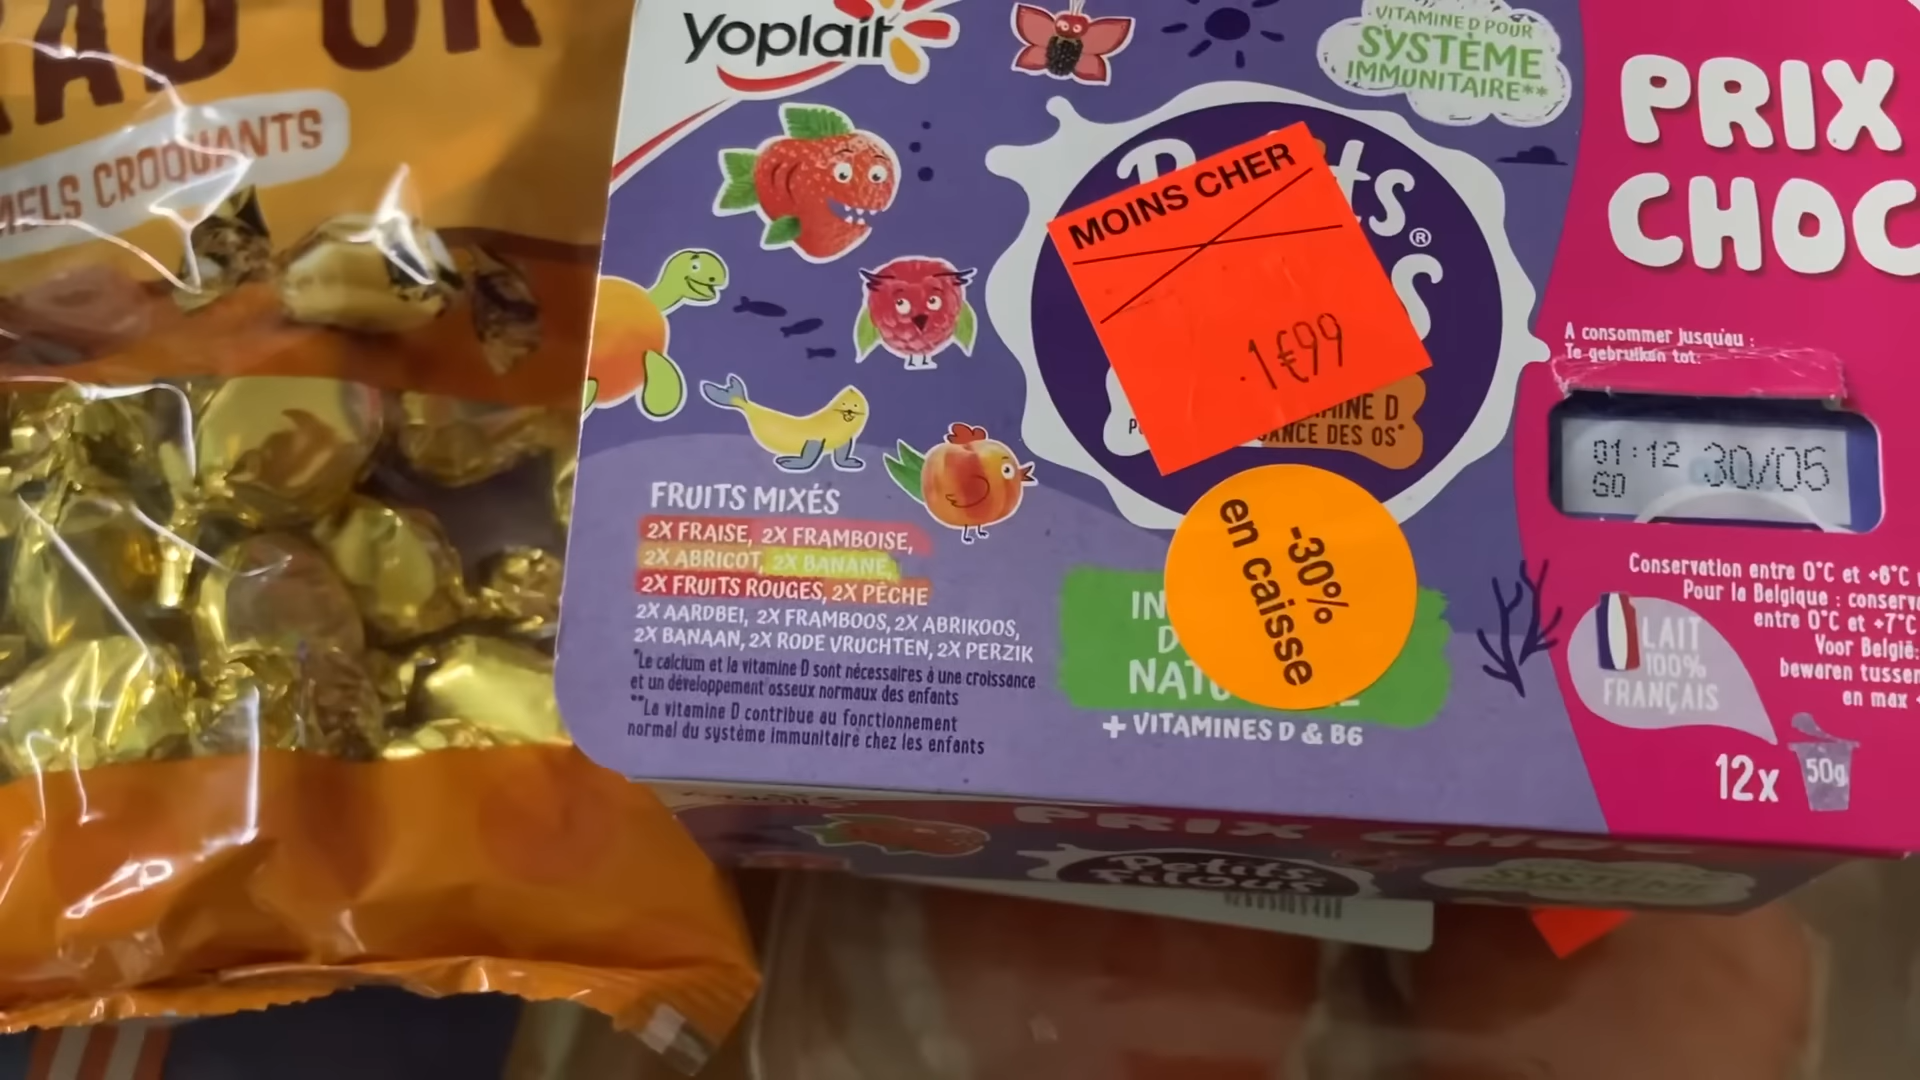 CROQUANTS
Yoplait
VITAMINE D POUR
SYSTÈME
IMMUNITAIRE**
PRIX
CHOC
MOINS CHER
1€99
®
DES OS*
A consommer jusqu'au :
Te gebruiken tot:
01:12 30/05
GO
-30%
en caisse
FRUITS MIXÉS
2X FRAISE, 2X FRAMBOISE,
2X ABRICOT, 2X BANANE,
2X FRUITS ROUGES, 2X PÊCHE
2X AARDBEI, 2X FRAMBOOS, 2X ABRIKOOS,
2X BANAAN, 2X RODE VRUCHTEN, 2X PERZIK
*Le calcium et la vitamine D sont nécessaires à une croissance
et un développement osseux normaux des enfants
**La vitamine D contribue au fonctionnement
normal du système immunitaire chez les enfants
+ VITAMINES D & B6
Conservation entre 0°C et +6°C
Pour la Belgique : conserv
entre 0°C et +7°C
Voor België:
bewaren tussen
en max
LAIT
100%
FRANÇAIS
12x 50g
PRIX CHOC
Petits
Filous
SYSTÈME